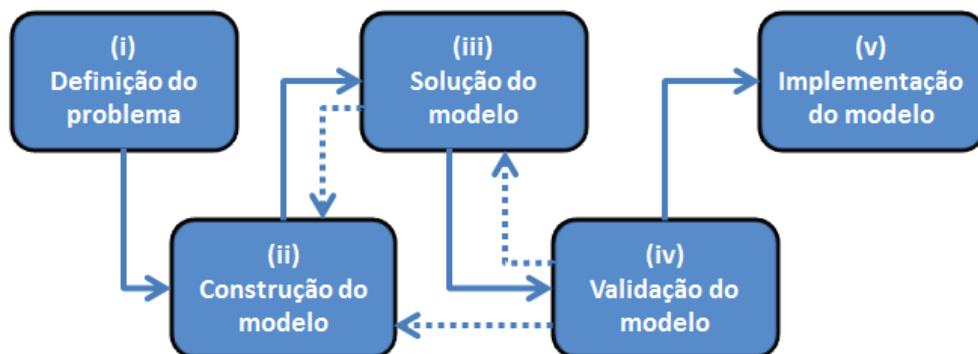 (i)
Definição do
problema
(ii)
Construção do
modelo
(iii)
Solução do
modelo
(iv)
Validação do
modelo
(v)
Implementação
do modelo